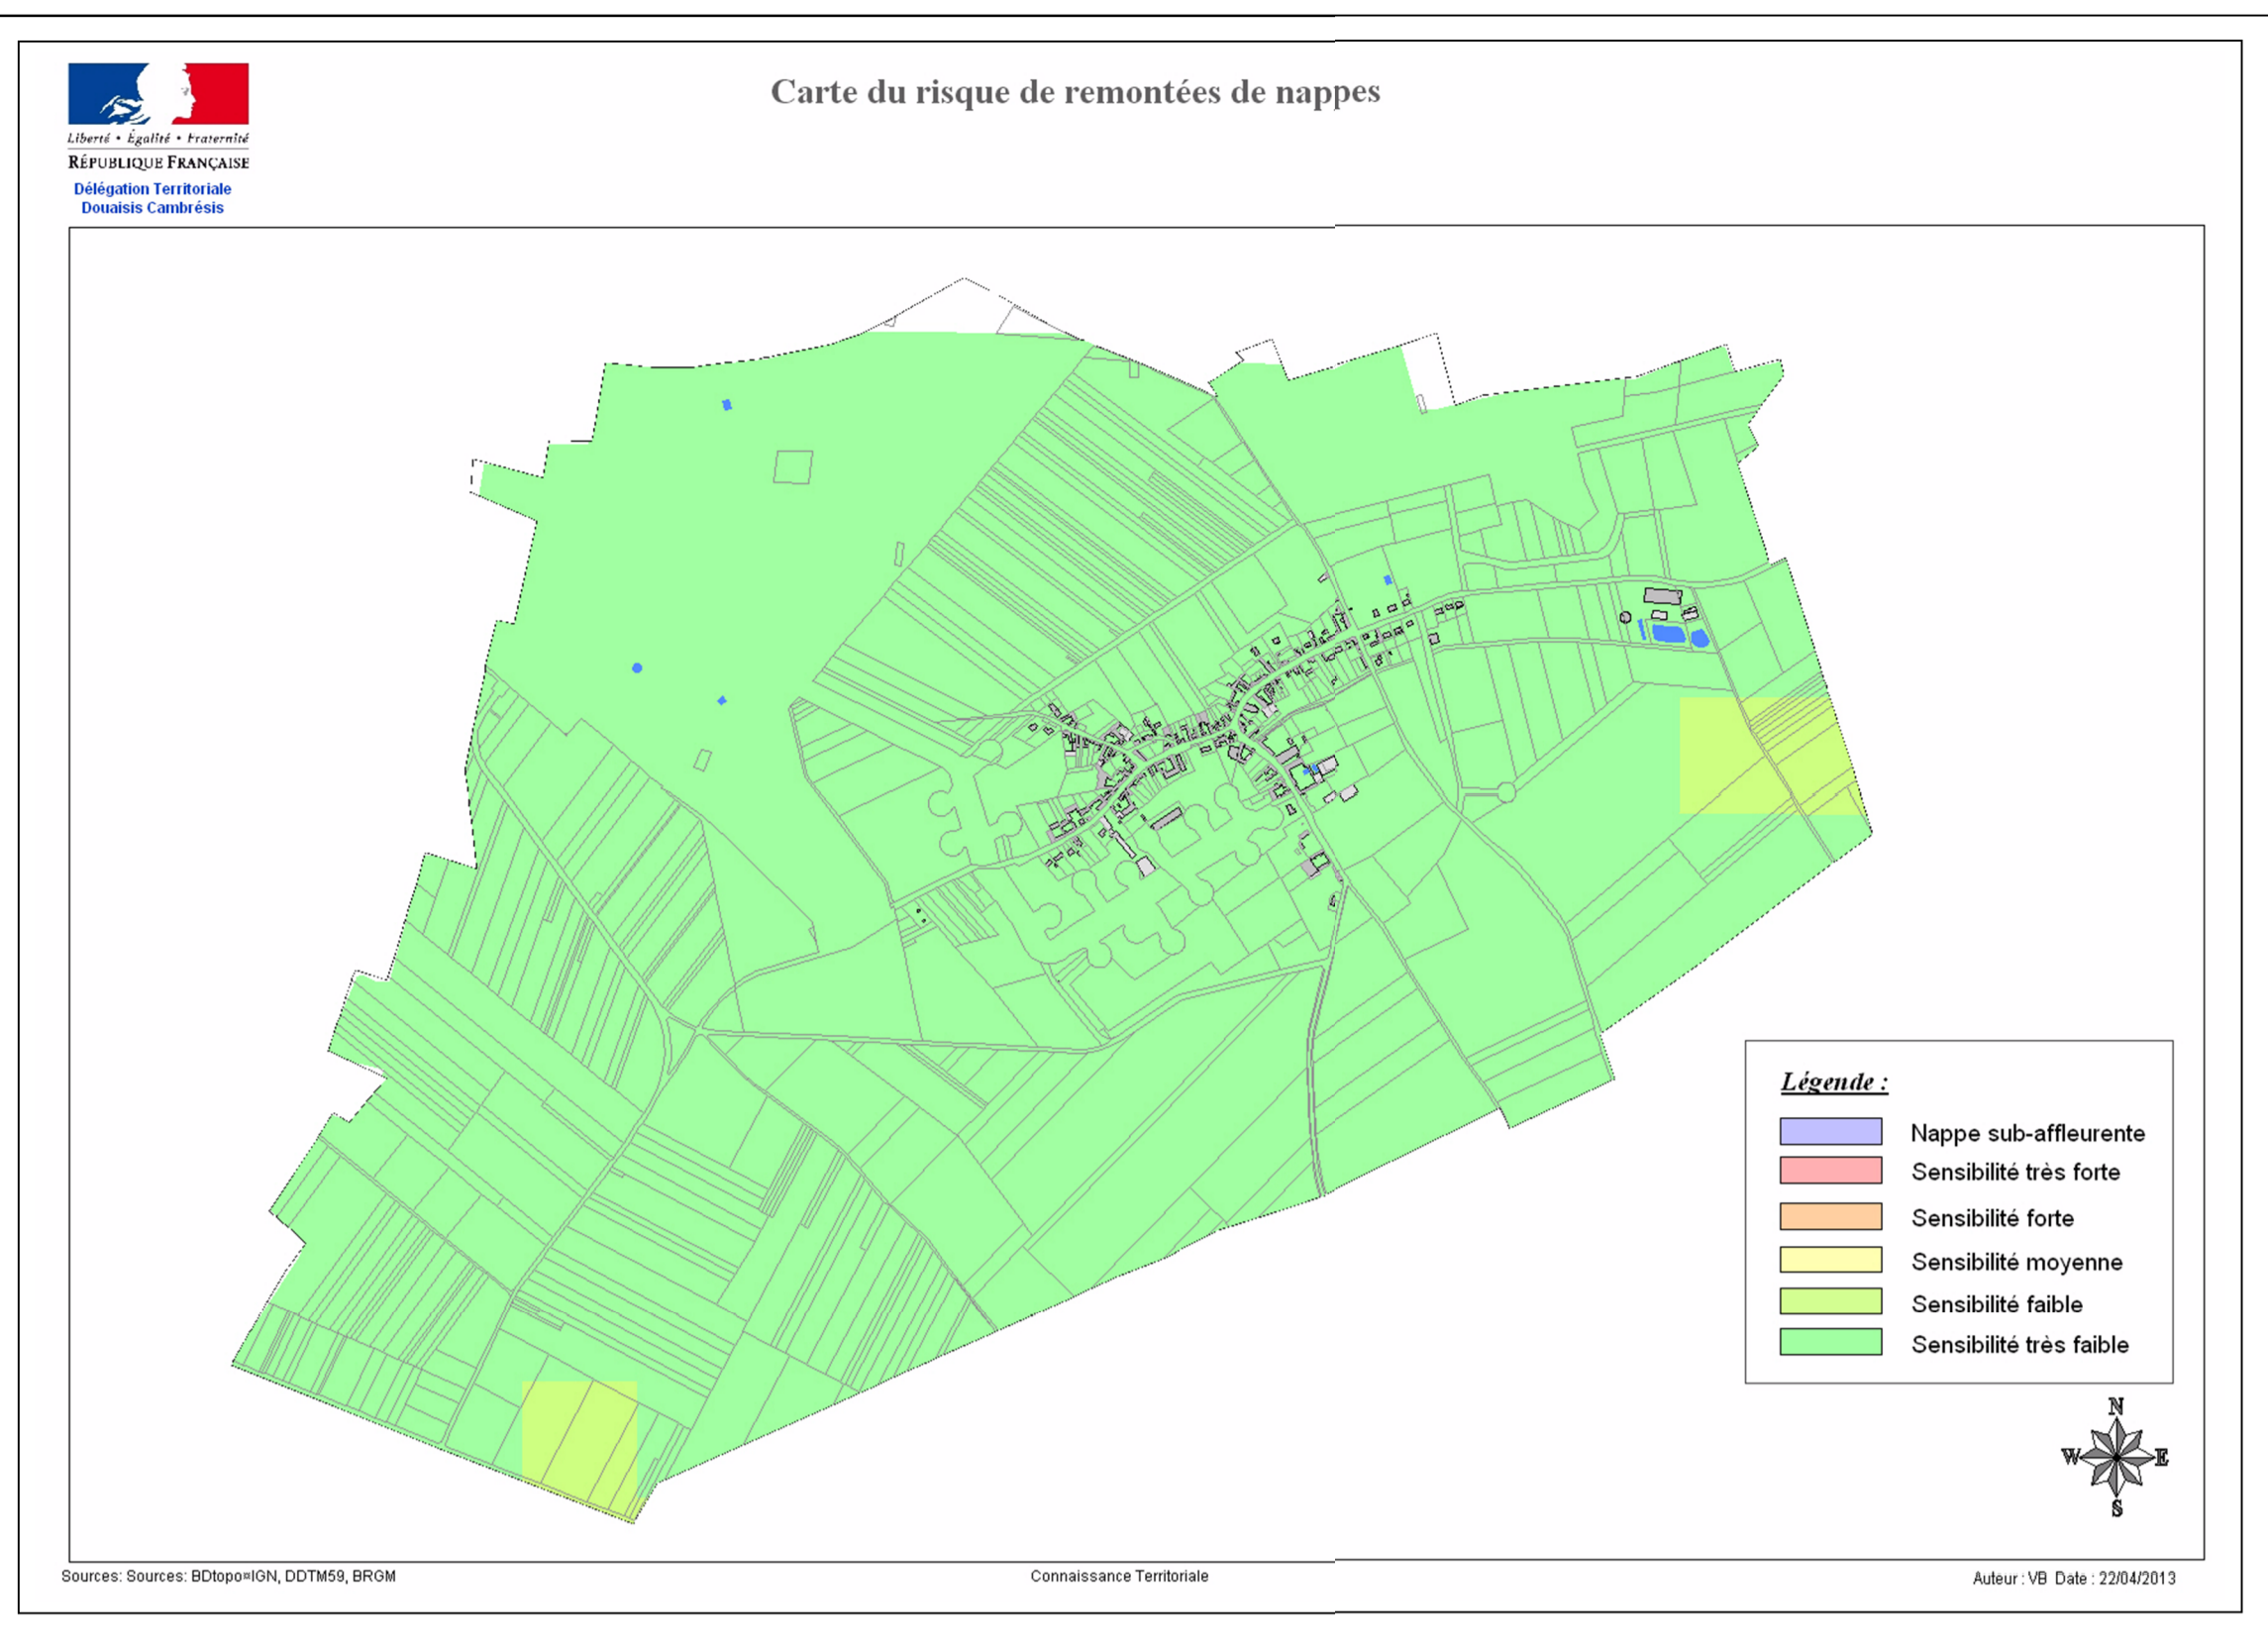 Carte du risque de remontées de nappes
Liberté • Égalité • Fraternité
RÉPUBLIQUE FRANÇAISE
Délégation Territoriale
Douaisis Cambrésis
Légende :
Nappe sub-affleurente
Sensibilité très forte
Sensibilité forte
Sensibilité moyenne
Sensibilité faible
Sensibilité très faible
N
W E
S
Sources: Sources: BDtopo¤IGN, DDTM59, BRGM
Connaissance Territoriale
Auteur : VB Date : 22/04/2013